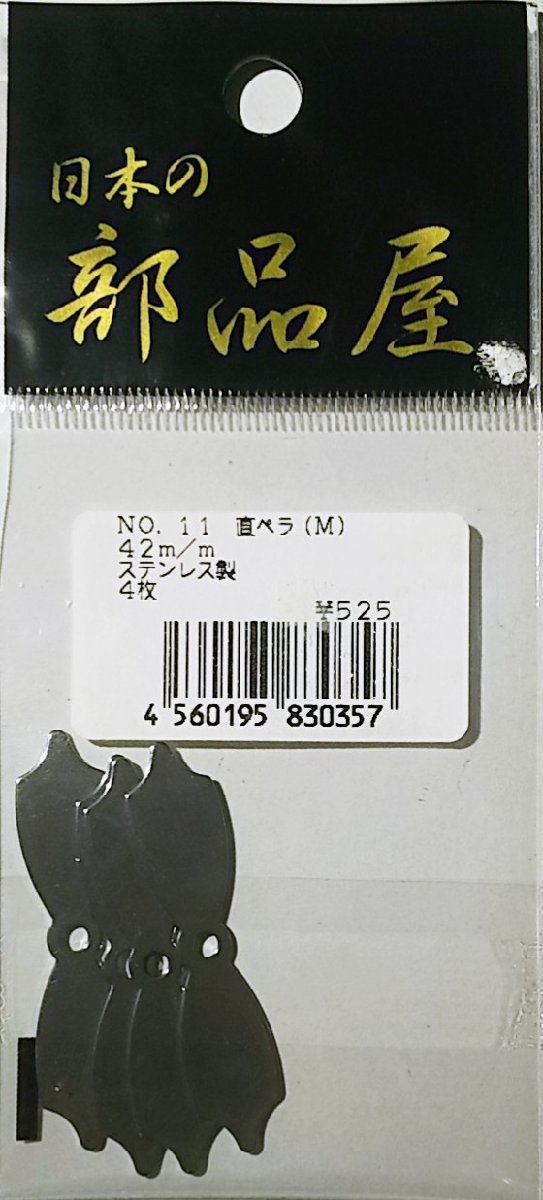 日本の
部品屋
NO. 11 直ペラ(M)
42m/m
ステンレス製
4枚
¥525
4 560195 830357